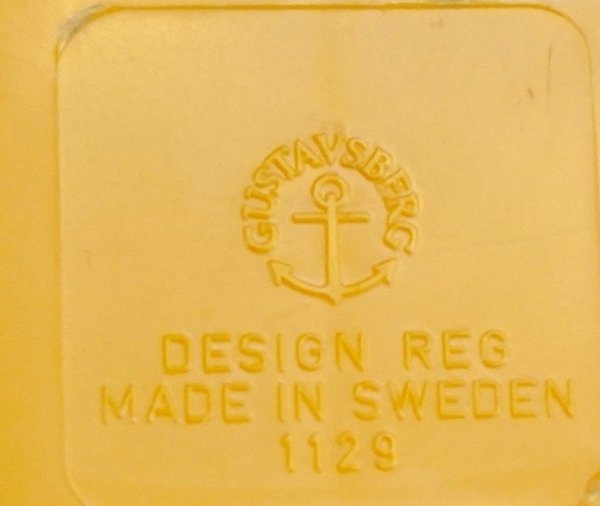 GUSTAVSBERG
DESIGN REG
MADE IN SWEDEN
1129